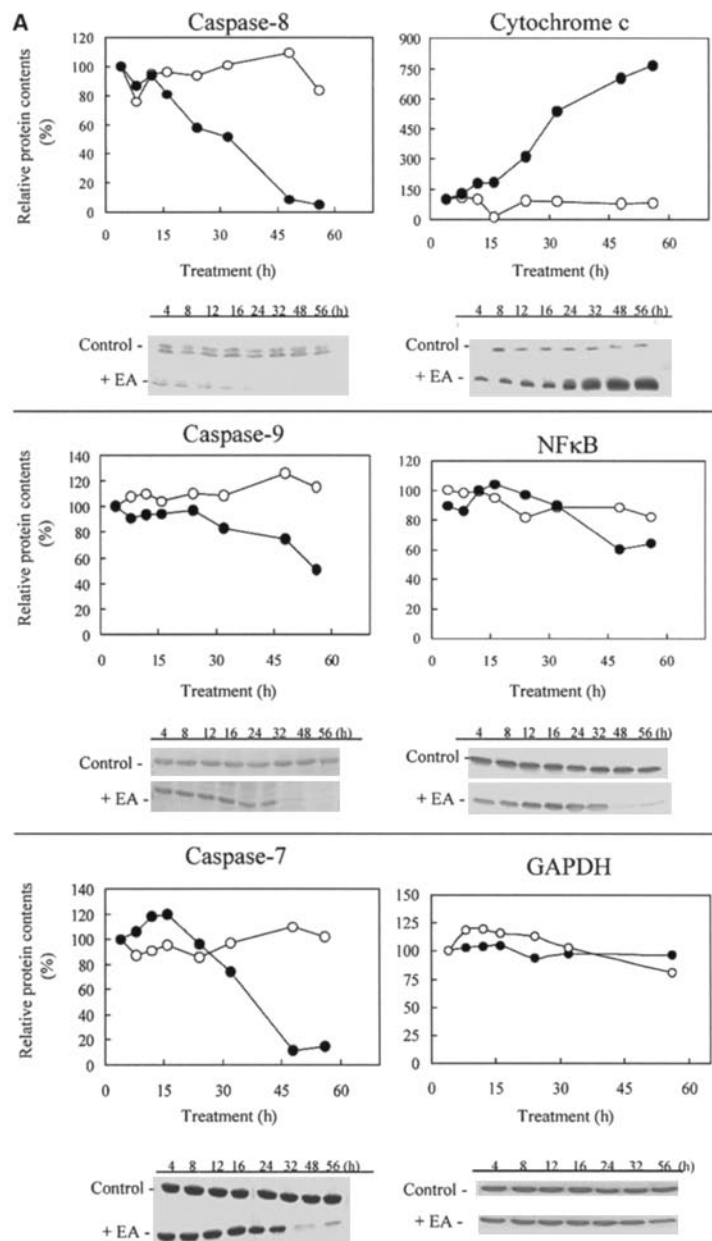 A
Caspase-8
Cytochrome c
Relative protein contents
(%)
120
100
80
60
40
20
0
0 15 30 45 60
Treatment (h)
900
750
600
450
300
150
0
0 15 30 45 60
Treatment (h)
4 8 12 16 24 32 48 56 (h)
Control -
+ EA -
4 8 12 16 24 32 48 56 (h)
Control -
+ EA -
Caspase-9
NFκB
Relative protein contents
(%)
140
120
100
80
60
40
20
0
0 15 30 45 60
Treatment (h)
120
100
80
60
40
20
0
0 15 30 45 60
Treatment (h)
4 8 12 16 24 32 48 56 (h)
Control -
+ EA -
4 8 12 16 24 32 48 56 (h)
Control -
+ EA -
Caspase-7
GAPDH
Relative protein contents
(%)
140
120
100
80
60
40
20
0
0 15 30 45 60
Treatment (h)
150
125
100
75
50
25
0
0 15 30 45 60
Treatment (h)
4 8 12 16 24 32 48 56 (h)
Control -
+ EA -
4 8 12 16 24 32 48 56 (h)
Control -
+ EA -